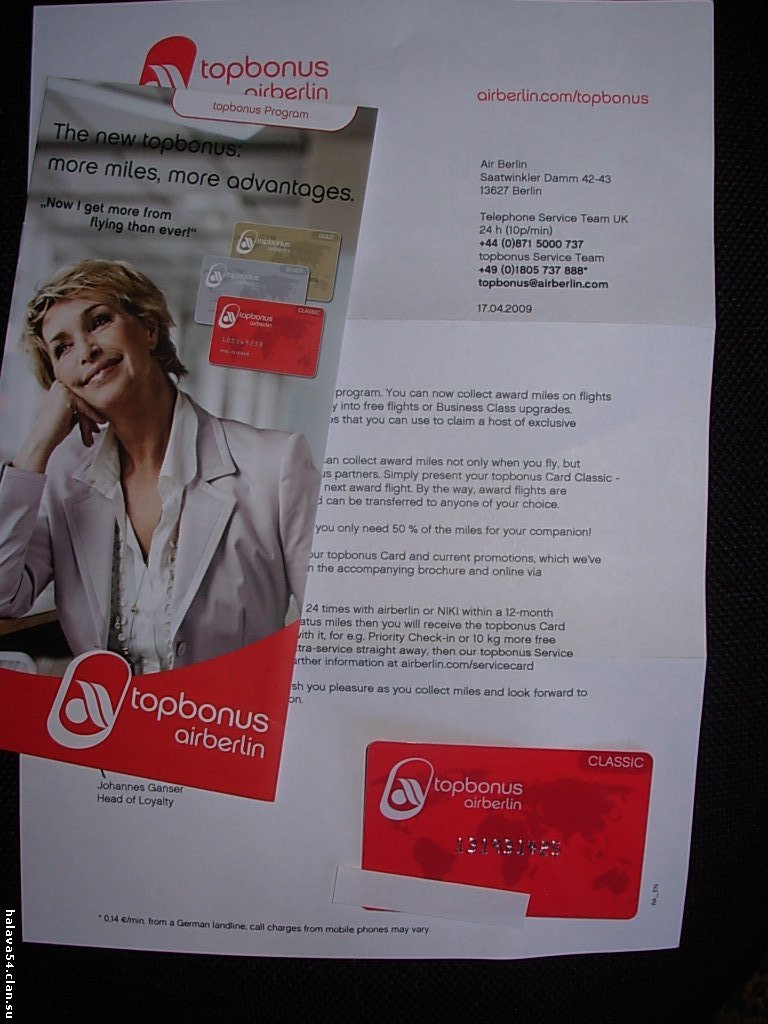 topbonus
airberlin
topbonus Program
The new topbonus:
more miles, more advantages.
„Now I get more from
flying than ever!“
GOLD
topbonus
airberlin
SILVER
topbonus
airberlin
CLASSIC
topbonus
airberlin
topbonus
airberlin
airberlin.com/topbonus
Air Berlin
Saatwinkler Damm 42-43
13627 Berlin
Telephone Service Team UK
24 h (10p/min)
+44 (0)871 5000 737
topbonus Service Team
+49 (0)1805 737 888*
topbonus@airberlin.com
17.04.2009
program. You can now collect award miles on flights
into free flights or Business Class upgrades.
that you can use to claim a host of exclusive
can collect award miles not only when you fly, but
partners. Simply present your topbonus Card Classic -
next award flight. By the way, award flights are
can be transferred to anyone of your choice.
you only need 50 % of the miles for your companion!
our topbonus Card and current promotions, which we've
the accompanying brochure and online via
24 times with airberlin or NIKI within a 12-month
miles then you will receive the topbonus Card
with it, for e.g. Priority Check-in or 10 kg more free
tra-service straight away, then our topbonus Service
rther information at airberlin.com/servicecard
sh you pleasure as you collect miles and look forward to
Johannes Ganser
Head of Loyalty
CLASSIC
topbonus
airberlin
RA_EN
* 0,14 €/min. from a German landline; call charges from mobile phones may vary.
halava54.clan.su